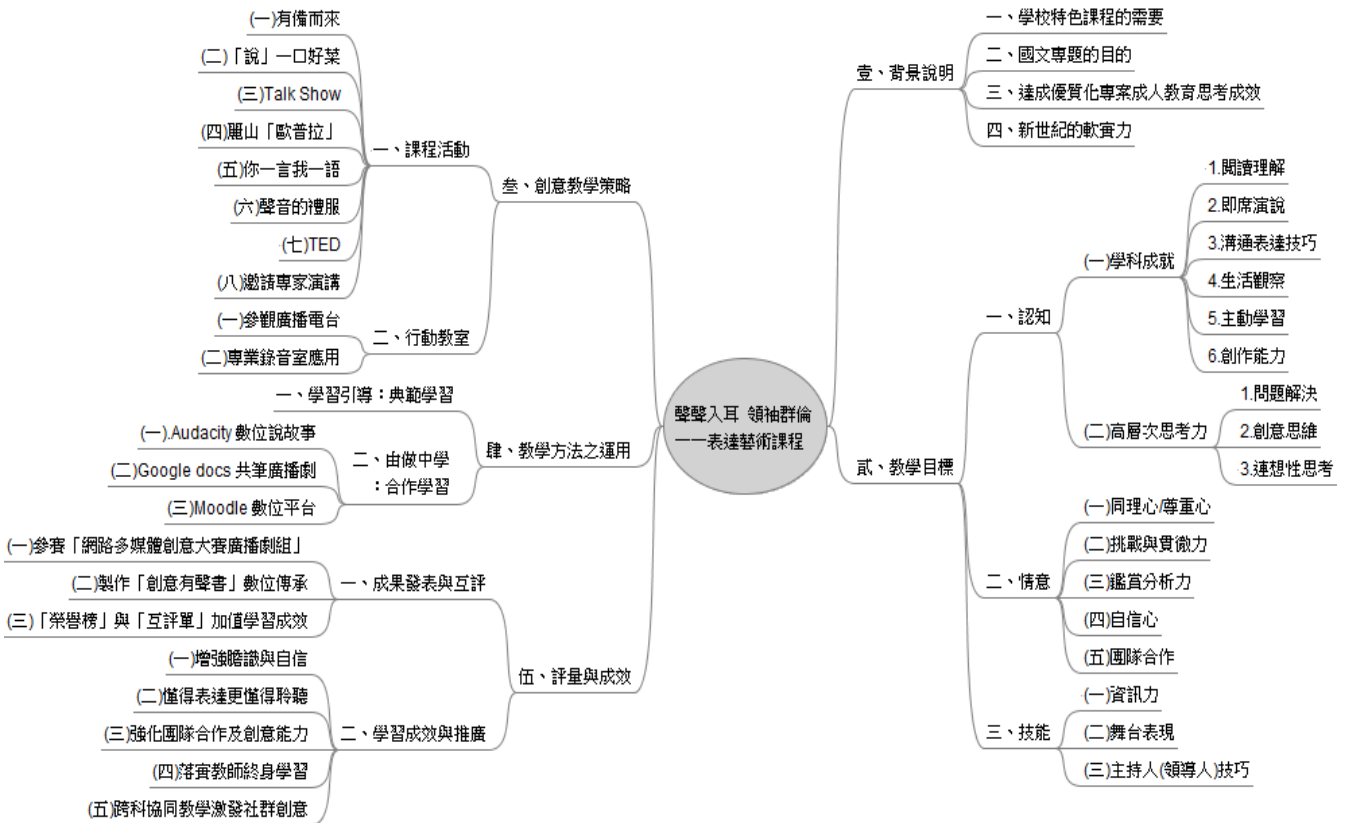 聲聲入耳 領袖群倫
——表達藝術課程
壹、背景說明
一、學校特色課程的需要
二、國文專題的目的
三、達成優質化專案成人教育思考成效
四、新世紀的軟實力
貳、教學目標
一、認知
(一)學科成就
1.閱讀理解
2.即席演說
3.溝通表達技巧
4.生活觀察
5.主動學習
6.創作能力
(二)高層次思考力
1.問題解決
2.創意思維
3.連想性思考
二、情意
(一)同理心/尊重心
(二)挑戰與貫徹力
(三)鑑賞分析力
(四)自信心
(五)團隊合作
三、技能
(一)資訊力
(二)舞台表現
(三)主持人(領導人)技巧
叁、創意教學策略
一、課程活動
(一)有備而來
(二)「說」一口好菜
(三)Talk Show
(四)麗山「歐普拉」
(五)你一言我一語
(六)聲音的禮服
(七)TED
(八)邀請專家演講
二、行動教室
(一)參觀廣播電台
(二)專業錄音室應用
肆、教學方法之運用
一、學習引導：典範學習
二、由做中學
：合作學習
(一).Audacity 數位說故事
(二)Google docs 共筆廣播劇
(三)Moodle 數位平台
伍、評量與成效
一、成果發表與互評
(一)參賽「網路多媒體創意大賽廣播劇組」
(二)製作「創意有聲書」數位傳承
(三)「榮譽榜」與「互評單」加值學習成效
二、學習成效與推廣
(一)增強瞻識與自信
(二)懂得表達更懂得聆聽
(三)強化團隊合作及創意能力
(四)落實教師終身學習
(五)跨科協同教學激發社群創意